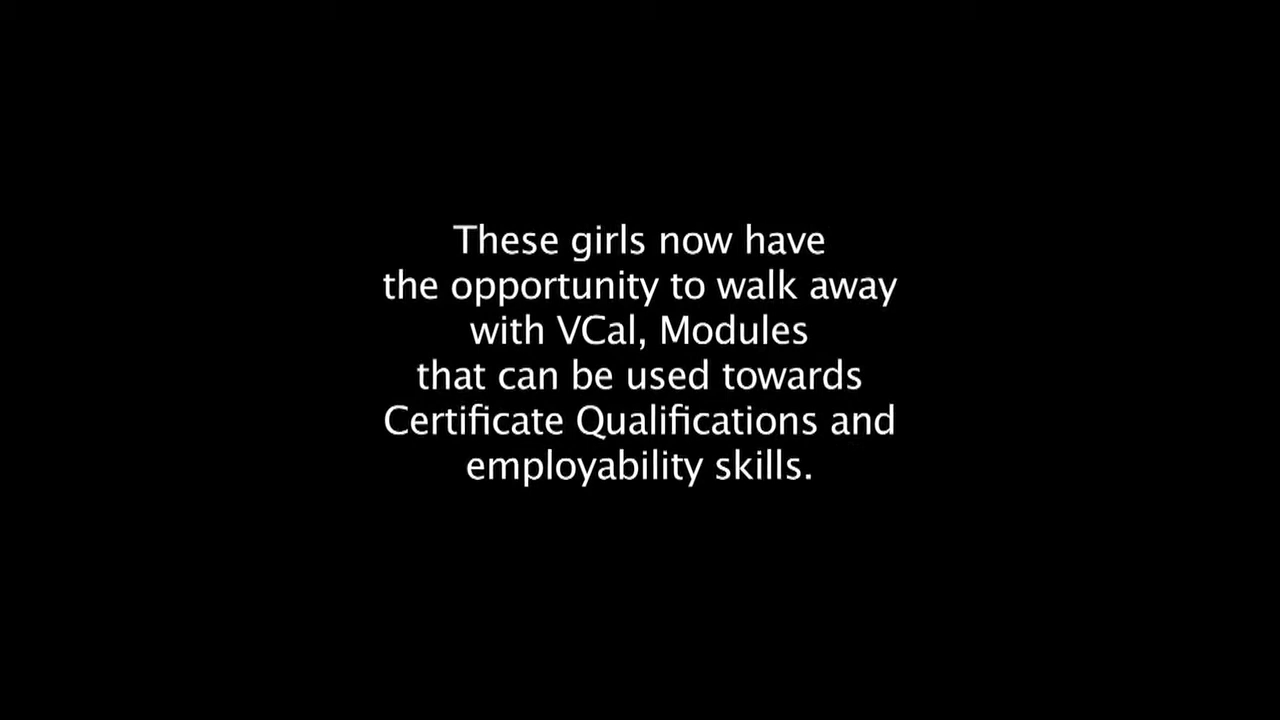 These girls now have
the opportunity to walk away
with VCal, Modules
that can be used towards
Certificate Qualifications and
employability skills.